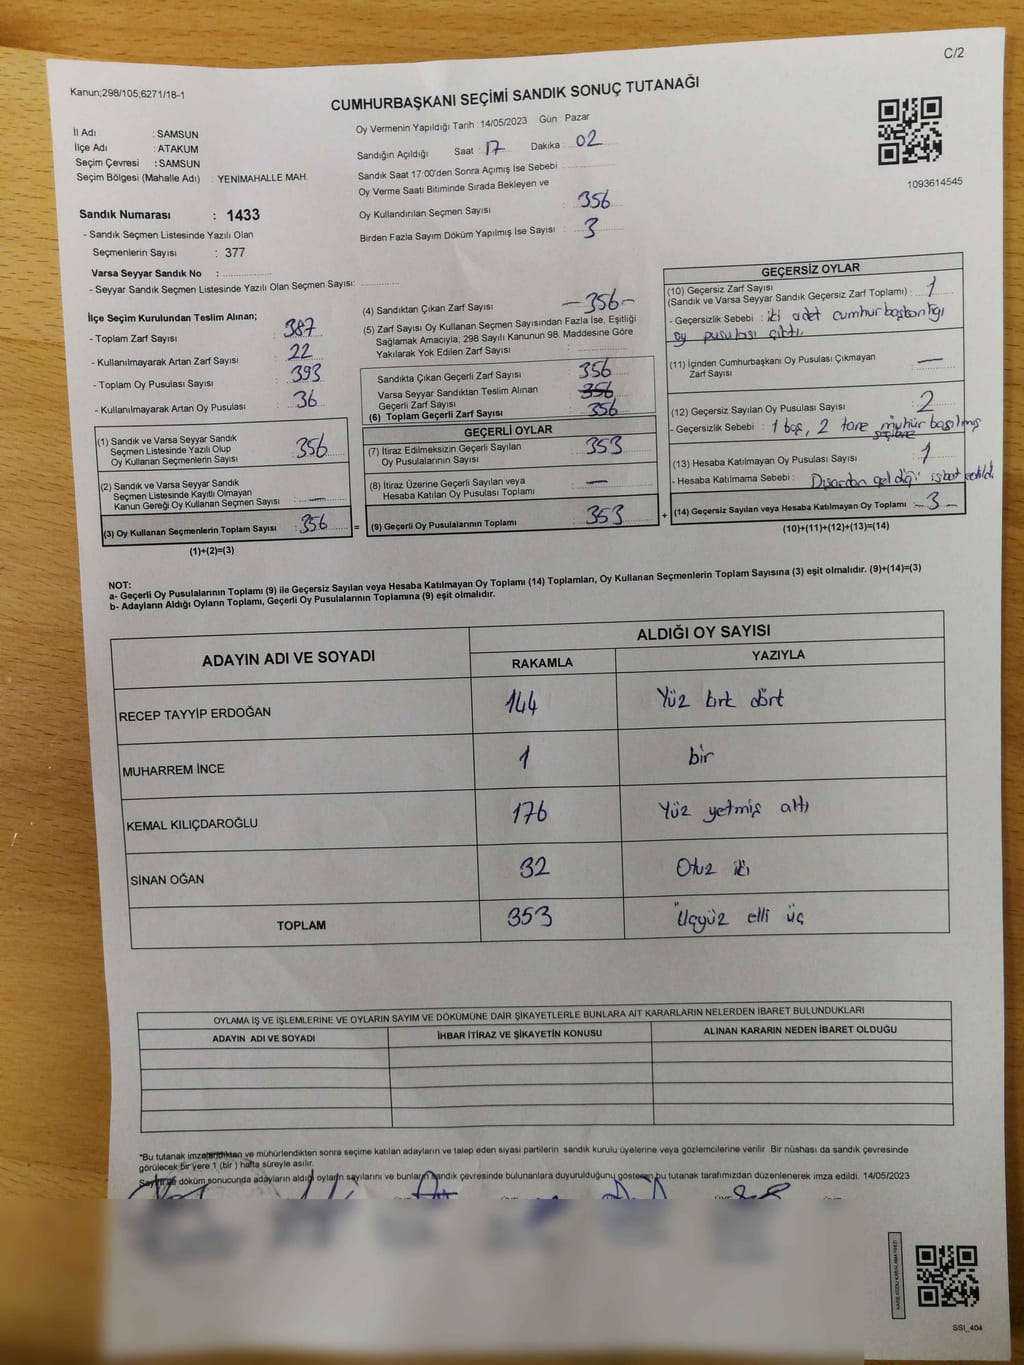 C/2
Kanun;298/105,6271/18-1
CUMHURBAŞKANI SEÇİMİ SANDIK SONUÇ TUTANAĞI
İl Adı : SAMSUN
İlçe Adı : ATAKUM
Seçim Çevresi : SAMSUN
Seçim Bölgesi (Mahalle Adı) : YENİMAHALLE MAH.
Oy Vermenin Yapıldığı Tarih : 14/05/2023 Gün Pazar
Sandığın Açıldığı Saat : 17 Dakika : 02
Sandık Saat 17:00'den Sonra Açılmış İse Sebebi :
Oy Verme Saati Bitiminde Sırada Bekleyen ve
Oy Kullandırılan Seçmen Sayısı : 356
Birden Fazla Sayım Döküm Yapılmış İse Sayısı : 3
1093614545
Sandık Numarası : 1433
- Sandık Seçmen Listesinde Yazılı Olan
Seçmenlerin Sayısı : 377
Varsa Seyyar Sandık No :
- Seyyar Sandık Seçmen Listesinde Yazılı Olan Seçmen Sayısı:
İlçe Seçim Kurulundan Teslim Alınan;
- Toplam Zarf Sayısı : 387
- Kullanılmayarak Artan Zarf Sayısı : 22
- Toplam Oy Pusulası Sayısı : 393
- Kullanılmayarak Artan Oy Pusulası : 36
(1) Sandık ve Varsa Seyyar Sandık
Seçmen Listesinde Yazılı Olup
Oy Kullanan Seçmenlerin Sayısı : 356
(2) Sandık ve Varsa Seyyar Sandık
Seçmen Listesinde Kayıtlı Olmayan
Kanun Gereği Oy Kullanan Seçmen Sayısı : —
(3) Oy Kullanan Seçmenlerin Toplam Sayısı : 356
(1)+(2)=(3)
=
(4) Sandıktan Çıkan Zarf Sayısı : -356-
(5) Zarf Sayısı Oy Kullanan Seçmen Sayısından Fazla İse, Eşitliği
Sağlamak Amacıyla; 298 Sayılı Kanunun 98. Maddesine Göre
Yakılarak Yok Edilen Zarf Sayısı :
Sandıkta Çıkan Geçerli Zarf Sayısı : 356
Varsa Seyyar Sandıktan Teslim Alınan
Geçerli Zarf Sayısı : 356
(6) Toplam Geçerli Zarf Sayısı : 356
GEÇERLİ OYLAR
(7) İtiraz Edilmeksizin Geçerli Sayılan
Oy Pusulalarının Sayısı : 353
(8) İtiraz Üzerine Geçerli Sayılan veya
Hesaba Katılan Oy Pusulası Toplamı : —
(9) Geçerli Oy Pusulalarının Toplamı : 353
+
GEÇERSİZ OYLAR
(10) Geçersiz Zarf Sayısı
(Sandık ve Varsa Seyyar Sandık Geçersiz Zarf Toplamı) : 1
- Geçersizlik Sebebi : iki adet cumhurbaşkanlığı
oy pusulası çıktı.
(11) İçinden Cumhurbaşkanı Oy Pusulası Çıkmayan
Zarf Sayısı : —
(12) Geçersiz Sayılan Oy Pusulası Sayısı : 2
- Geçersizlik Sebebi : 1 boş, 2 tane mühür basılmış
(13) Hesaba Katılmayan Oy Pusulası Sayısı : 1
- Hesaba Katılmama Sebebi : Dışardan geldiği isbat edildi.
(14) Geçersiz Sayılan veya Hesaba Katılmayan Oy Toplamı : -3-
(10)+(11)+(12)+(13)=(14)
NOT:
a- Geçerli Oy Pusulalarının Toplamı (9) ile Geçersiz Sayılan veya Hesaba Katılmayan Oy Toplamı (14) Toplamları, Oy Kullanan Seçmenlerin Toplam Sayısına (3) eşit olmalıdır. (9)+(14)=(3)
b- Adayların Aldığı Oyların Toplamı, Geçerli Oy Pusulalarının Toplamına (9) eşit olmalıdır.
ADAYIN ADI VE SOYADI
ALDIĞI OY SAYISI
RAKAMLA YAZIYLA
RECEP TAYYİP ERDOĞAN 144 Yüz kırk dört
MUHARREM İNCE 1 bir
KEMAL KILIÇDAROĞLU 176 Yüz yetmiş altı
SİNAN OĞAN 32 Otuz iki
TOPLAM 353 Üçyüz elli üç
OYLAMA İŞ VE İŞLEMLERİNE VE OYLARIN SAYIM VE DÖKÜMÜNE DAİR ŞİKAYETLERLE BUNLARA AİT KARARLARIN NELERDEN İBARET BULUNDUKLARI
ADAYIN ADI VE SOYADI İHBAR İTİRAZ VE ŞİKAYETİN KONUSU ALINAN KARARIN NEDEN İBARET OLDUĞU
*Bu tutanak imzalandıktan ve mühürlendikten sonra seçime katılan adayların ve talep eden siyasi partilerin sandık kurulu üyelerine veya gözlemcilerine verilir. Bir nüshası da sandık çevresinde
görülecek bir yere 1 (bir ) hafta süreyle asılır.
Sayım ve döküm sonucunda adayların aldığı oyların sayılarını ve bunların sandık çevresinde bulunanlara duyurulduğunu gösteren bu tutanak tarafımızdan düzenlenerek imza edildi. 14/05/2023
SSI_404